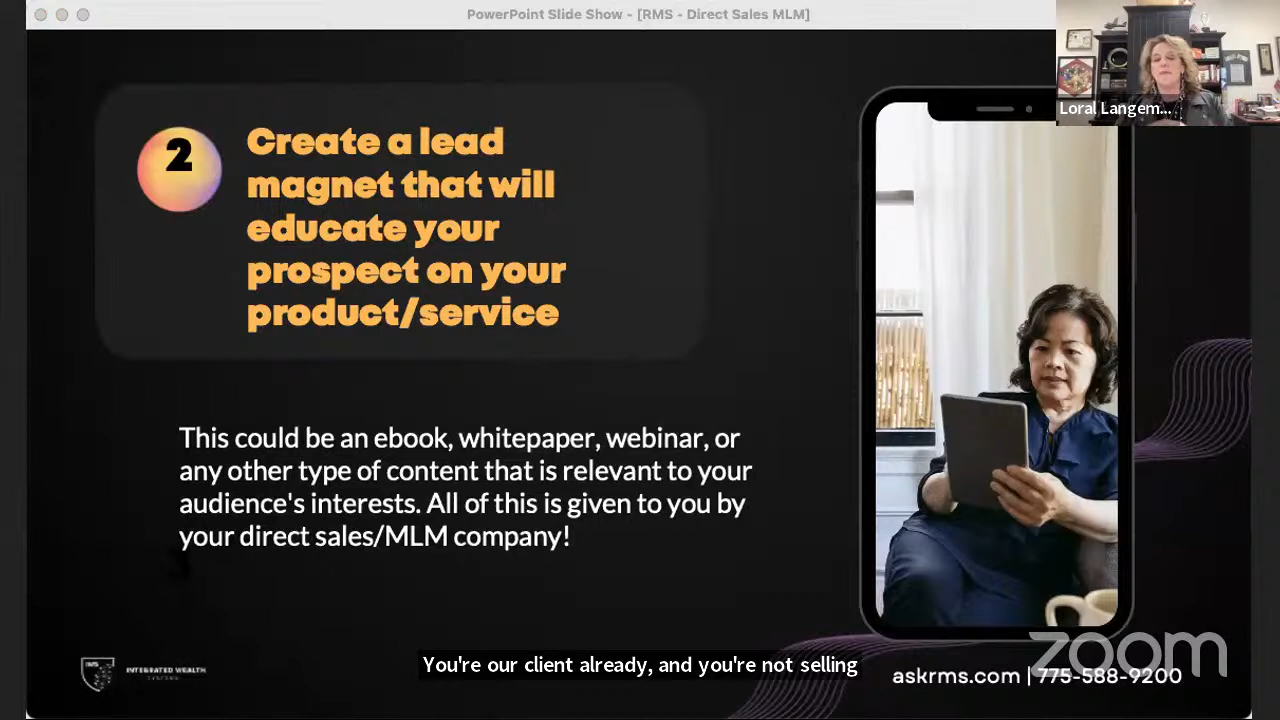 PowerPoint Slide Show - [RMS - Direct Sales MLM]
Loral Langem...
2
Create a lead
magnet that will
educate your
prospect on your
product/service
This could be an ebook, whitepaper, webinar, or
any other type of content that is relevant to your
audience's interests. All of this is given to you by
your direct sales/MLM company!
INTEGRATED WEALTH
SYSTEMS
You're our client already, and you're not selling
zoom
askrms.com | 775-588-9200